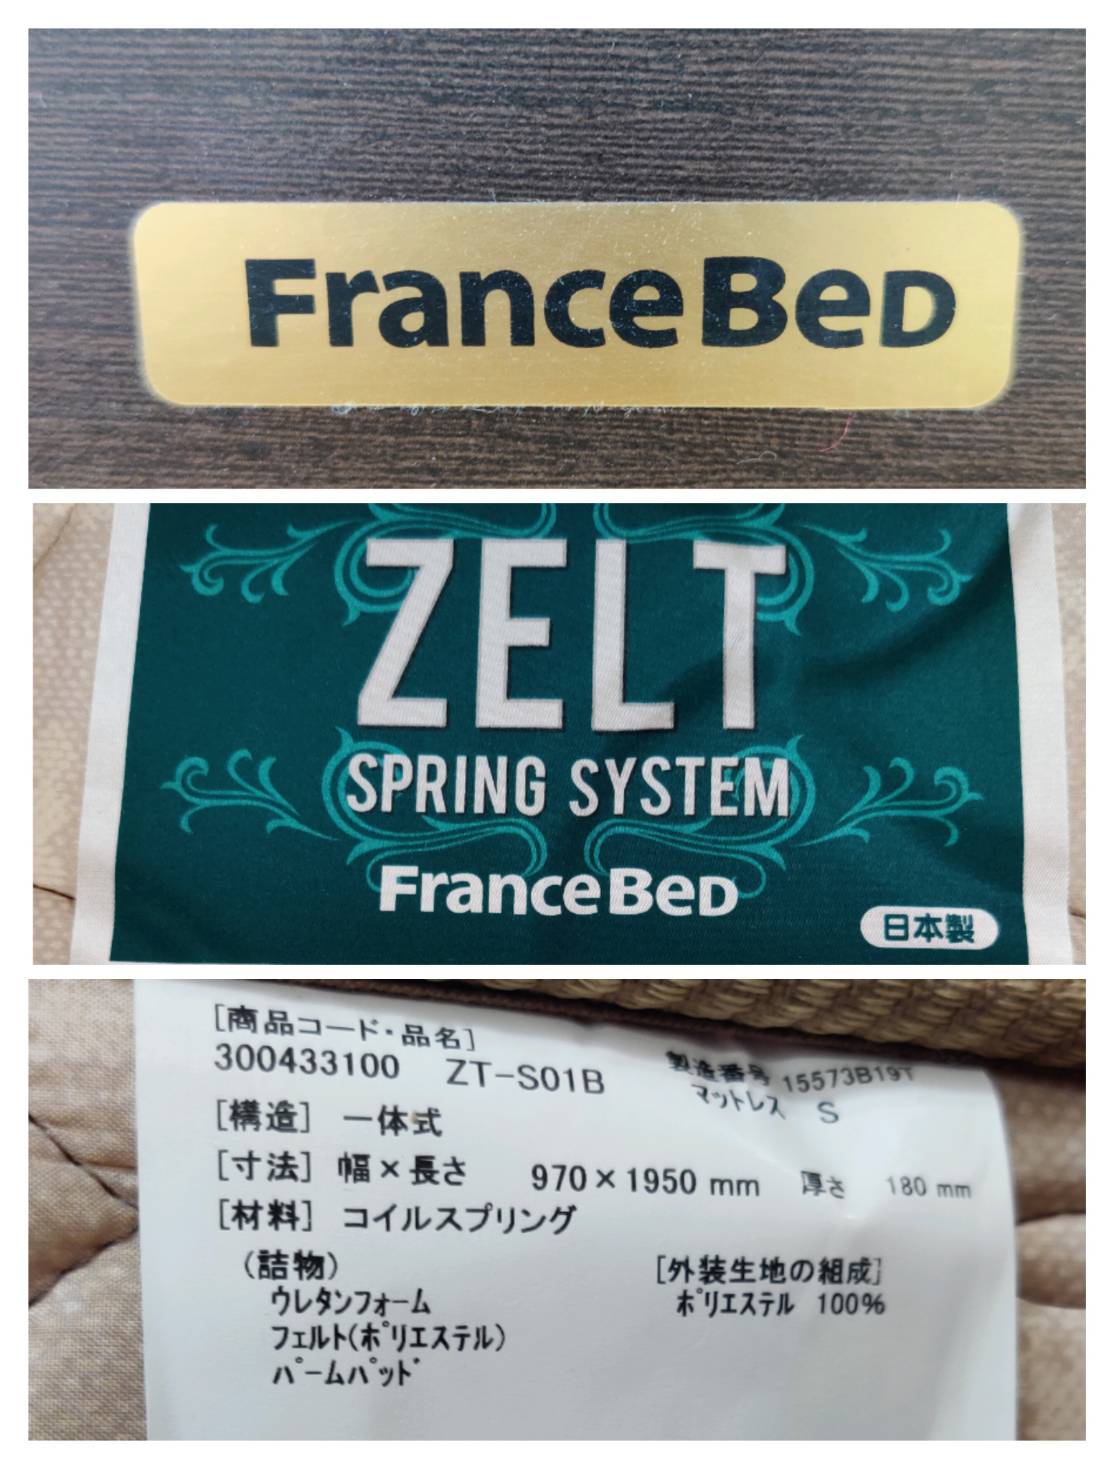 FranceBeD
ZELT
SPRING SYSTEM
FranceBeD
日本製
[商品コード・品名]
300433100 ZT-S01B 製造番号 15573B19T
マットレス S
[構造] 一体式
[寸法] 幅×長さ 970×1950 mm 厚さ 180 mm
[材料] コイルスプリング
(詰物) [外装生地の組成]
ウレタンフォーム ポリエステル 100%
フェルト(ポリエステル)
パームパッド